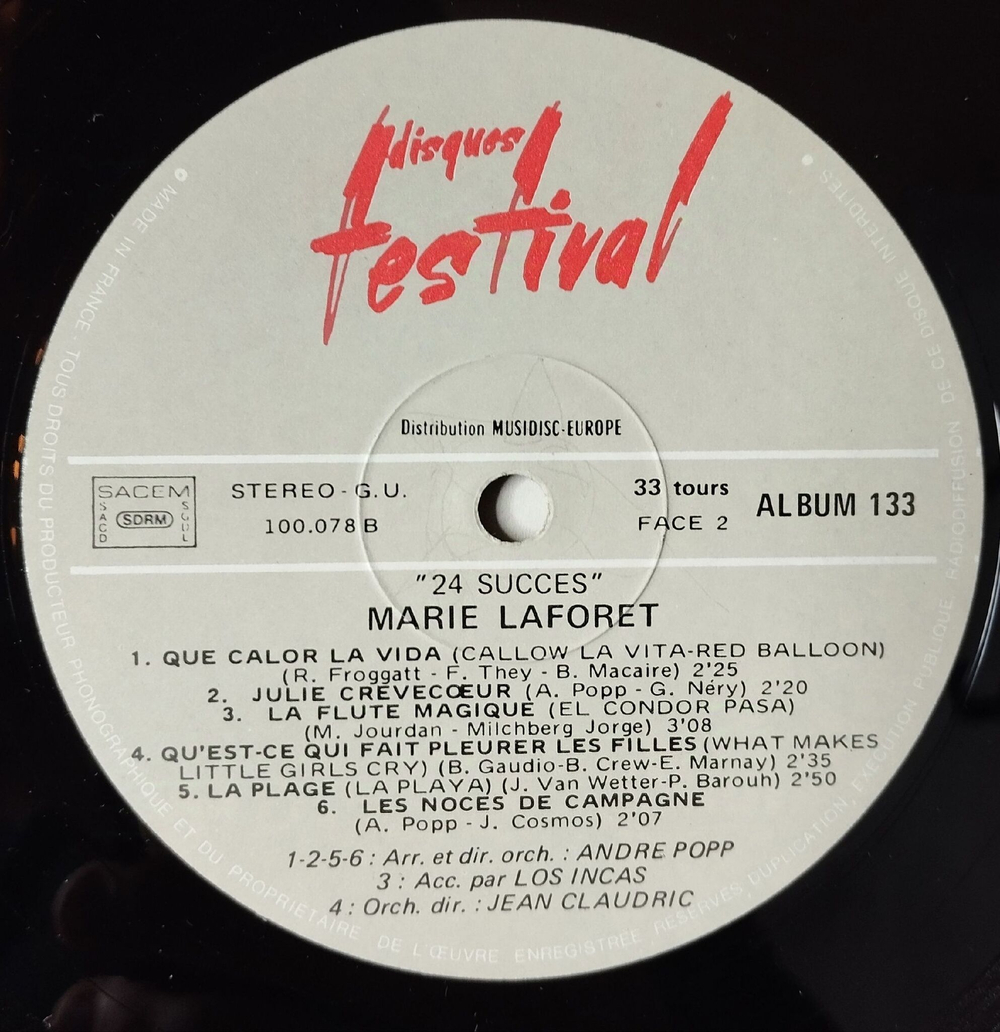 disques
festival
Distribution MUSIDISC-EUROPE
SACEM
SACD
SDRM
SGDL
STEREO - G.U.
100.078 B
33 tours
FACE 2
ALBUM 133
"24 SUCCES"
MARIE LAFORET
1. QUE CALOR LA VIDA (CALLOW LA VITA-RED BALLOON)
(R. Froggatt - F. They - B. Macaire) 2'25
2. JULIE CRÈVECŒUR (A. Popp - G. Néry) 2'20
3. LA FLUTE MAGIQUE (EL CONDOR PASA)
(M. Jourdan - Milchberg Jorge) 3'08
4. QU'EST-CE QUI FAIT PLEURER LES FILLES (WHAT MAKES
LITTLE GIRLS CRY) (B. Gaudio-B. Crew-E. Marnay) 2'35
5. LA PLAGE (LA PLAYA) (J. Van Wetter-P. Barouh) 2'50
6. LES NOCES DE CAMPAGNE
(A. Popp - J. Cosmos) 2'07
1-2-5-6 : Arr. et dir. orch. : ANDRE POPP
3 : Acc. par LOS INCAS
4 : Orch. dir. : JEAN CLAUDRIC
• MADE IN FRANCE · TOUS DROITS DU PRODUCTEUR PHONOGRAPHIQUE ET DU PROPRIÉTAIRE DE L'ŒUVRE ENREGISTRÉE RÉSERVÉS, DUPLICATION, EXÉCUTION PUBLIQUE RADIODIFFUSION DE CE DISQUE INTERDITES •